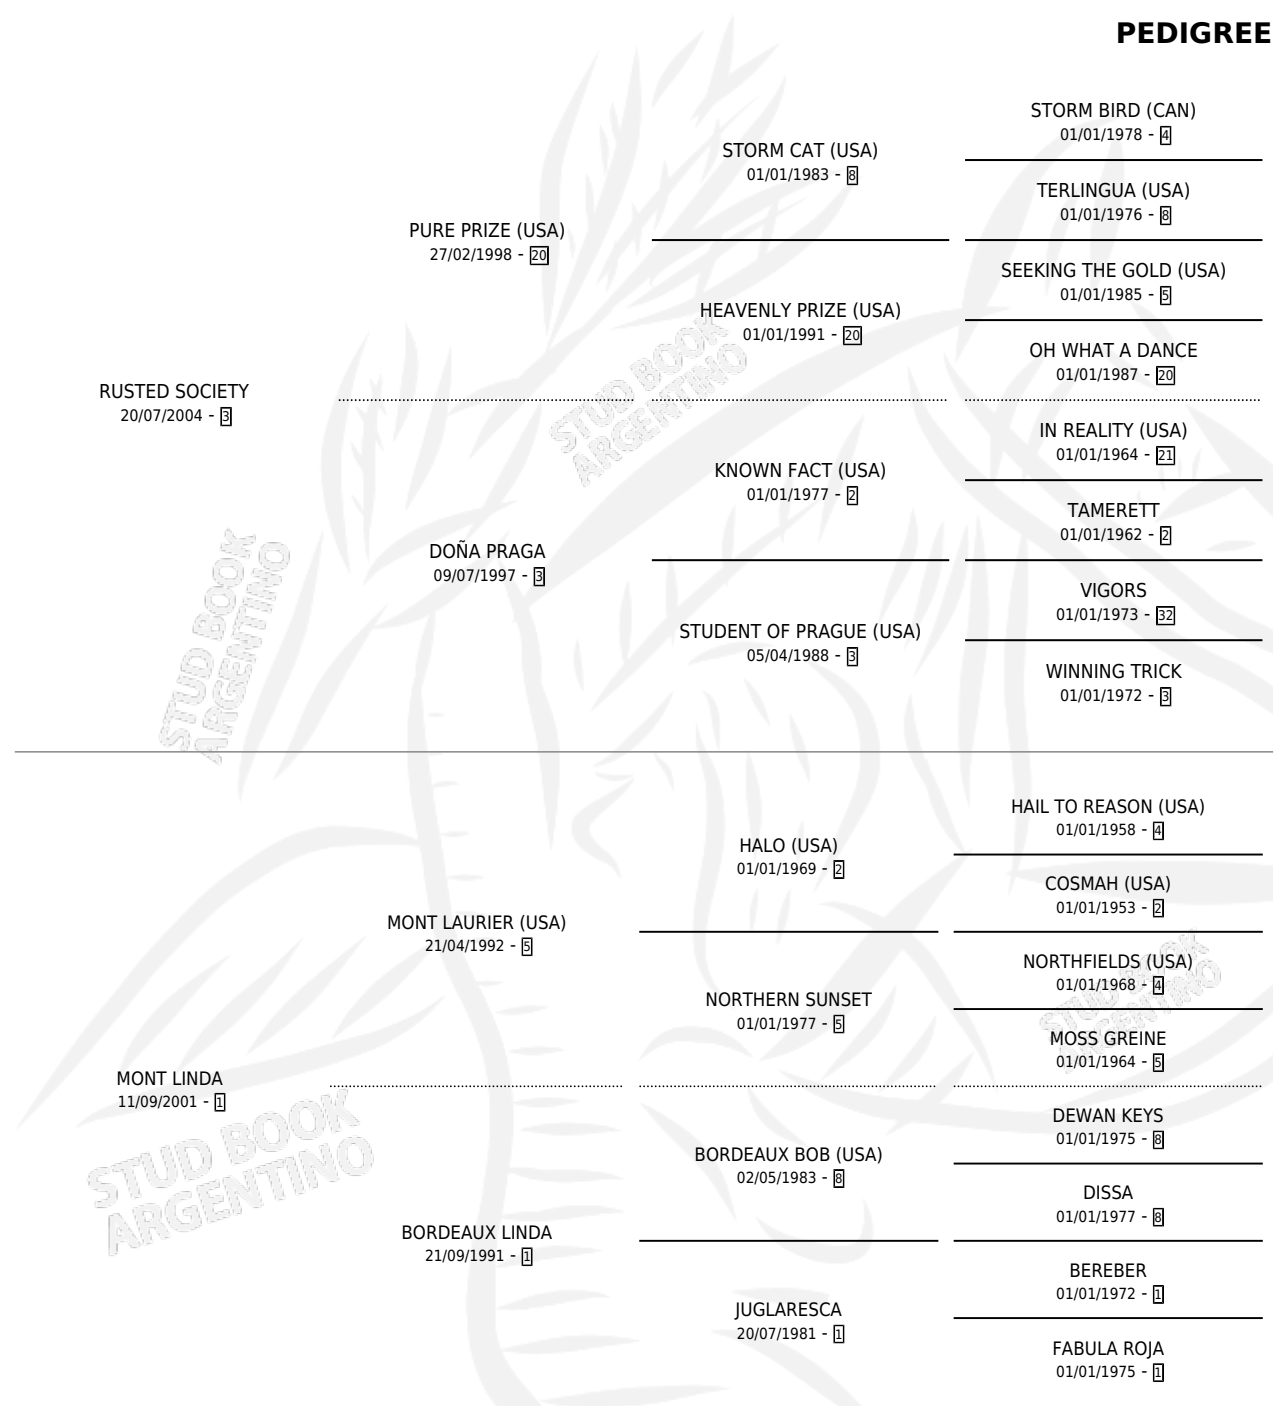 PEDIGREE
STORM BIRD (CAN)
01/01/1978 - 4
STORM CAT (USA)
01/01/1983 - 8
TERLINGUA (USA)
01/01/1976 - 8
PURE PRIZE (USA)
27/02/1998 - 20
SEEKING THE GOLD (USA)
01/01/1985 - 5
HEAVENLY PRIZE (USA)
01/01/1991 - 20
OH WHAT A DANCE
01/01/1987 - 20
RUSTED SOCIETY
20/07/2004 - 3
IN REALITY (USA)
01/01/1964 - 21
KNOWN FACT (USA)
01/01/1977 - 2
TAMERETT
01/01/1962 - 2
DOÑA PRAGA
09/07/1997 - 3
VIGORS
01/01/1973 - 32
STUDENT OF PRAGUE (USA)
05/04/1988 - 3
WINNING TRICK
01/01/1972 - 3
HAIL TO REASON (USA)
01/01/1958 - 4
HALO (USA)
01/01/1969 - 2
COSMAH (USA)
01/01/1953 - 2
MONT LAURIER (USA)
21/04/1992 - 5
NORTHFIELDS (USA)
01/01/1968 - 4
NORTHERN SUNSET
01/01/1977 - 5
MOSS GREINE
01/01/1964 - 5
MONT LINDA
11/09/2001 - 1
DEWAN KEYS
01/01/1975 - 8
BORDEAUX BOB (USA)
02/05/1983 - 8
DISSA
01/01/1977 - 8
BORDEAUX LINDA
21/09/1991 - 1
BEREBER
01/01/1972 - 1
JUGLARESCA
20/07/1981 - 1
FABULA ROJA
01/01/1975 - 1
STUD BOOK
ARGENTINO
STUD BOOK
ARGENTINO
STUD BOOK
ARGENTINO
STUD BOOK
ARGENTINO